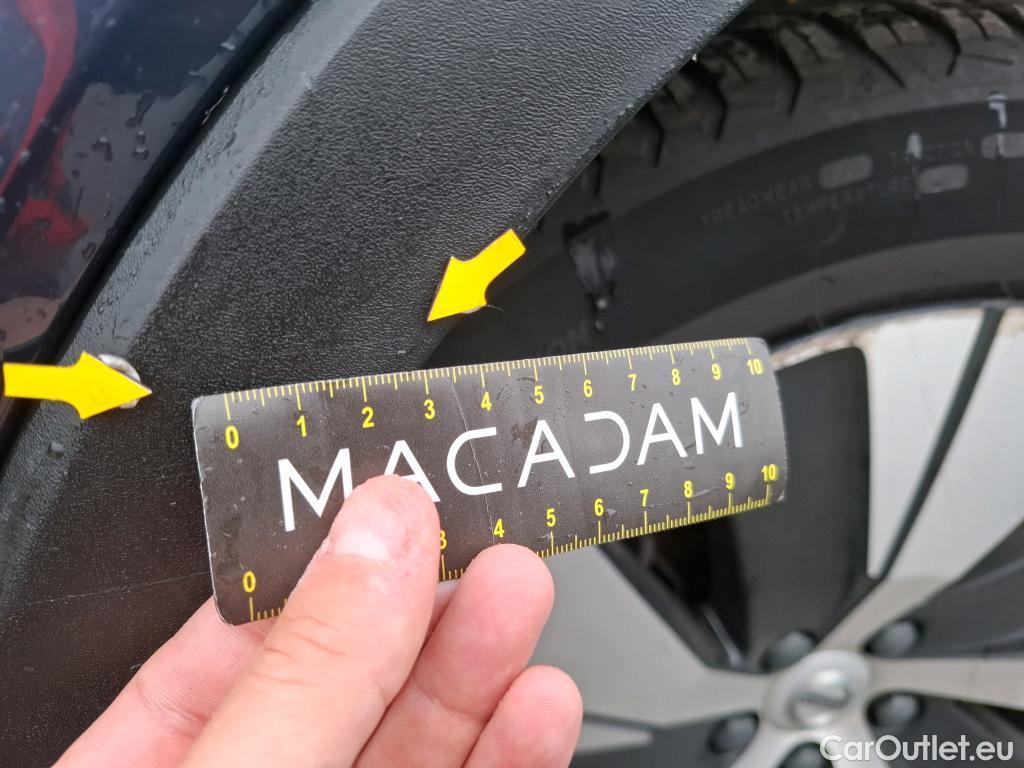 TREADWEAR TRACTION
TEMPERATURE
0 1 2 3 4 5 6 7 8 9 10
MACADAM
0 3 4 5 6 7 8 9 10
CarOutlet.eu